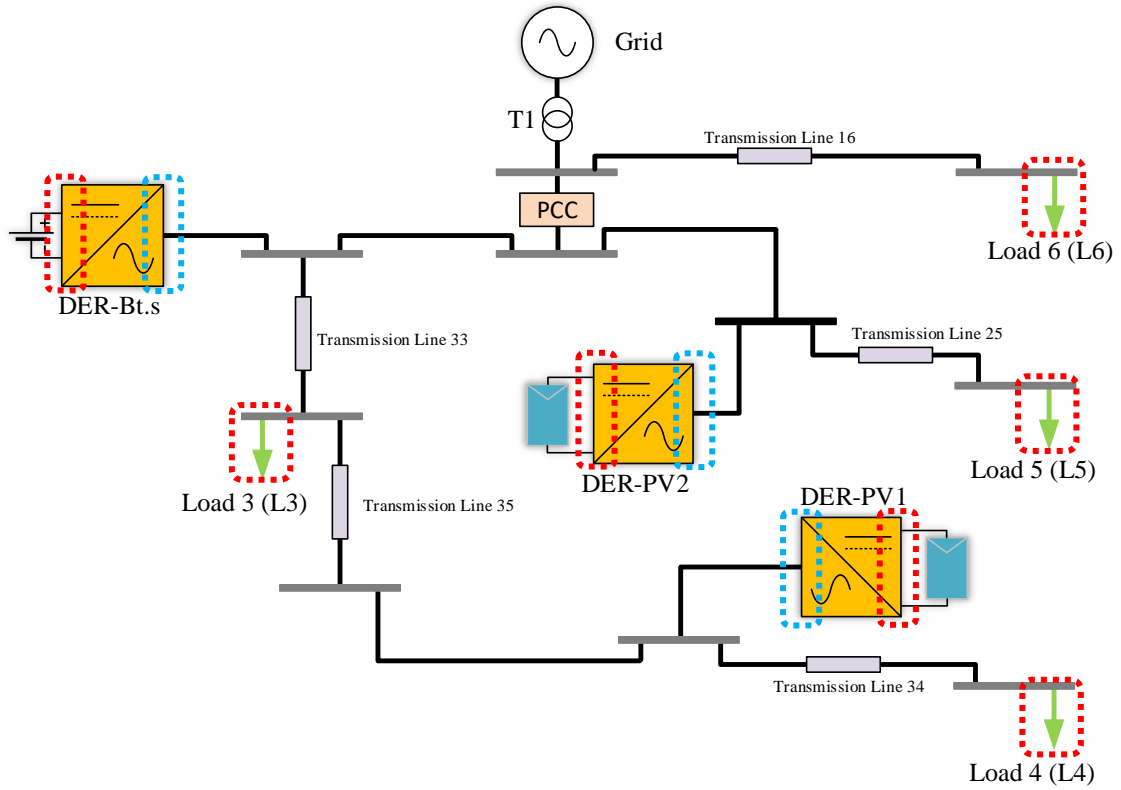 Grid
T1
Transmission Line 16
PCC
Load 6 (L6)
+
DER-Bt.s
Transmission Line 33
Transmission Line 25
Load 5 (L5)
DER-PV2
DER-PV1
Load 3 (L3)
Transmission Line 35
Transmission Line 34
Load 4 (L4)